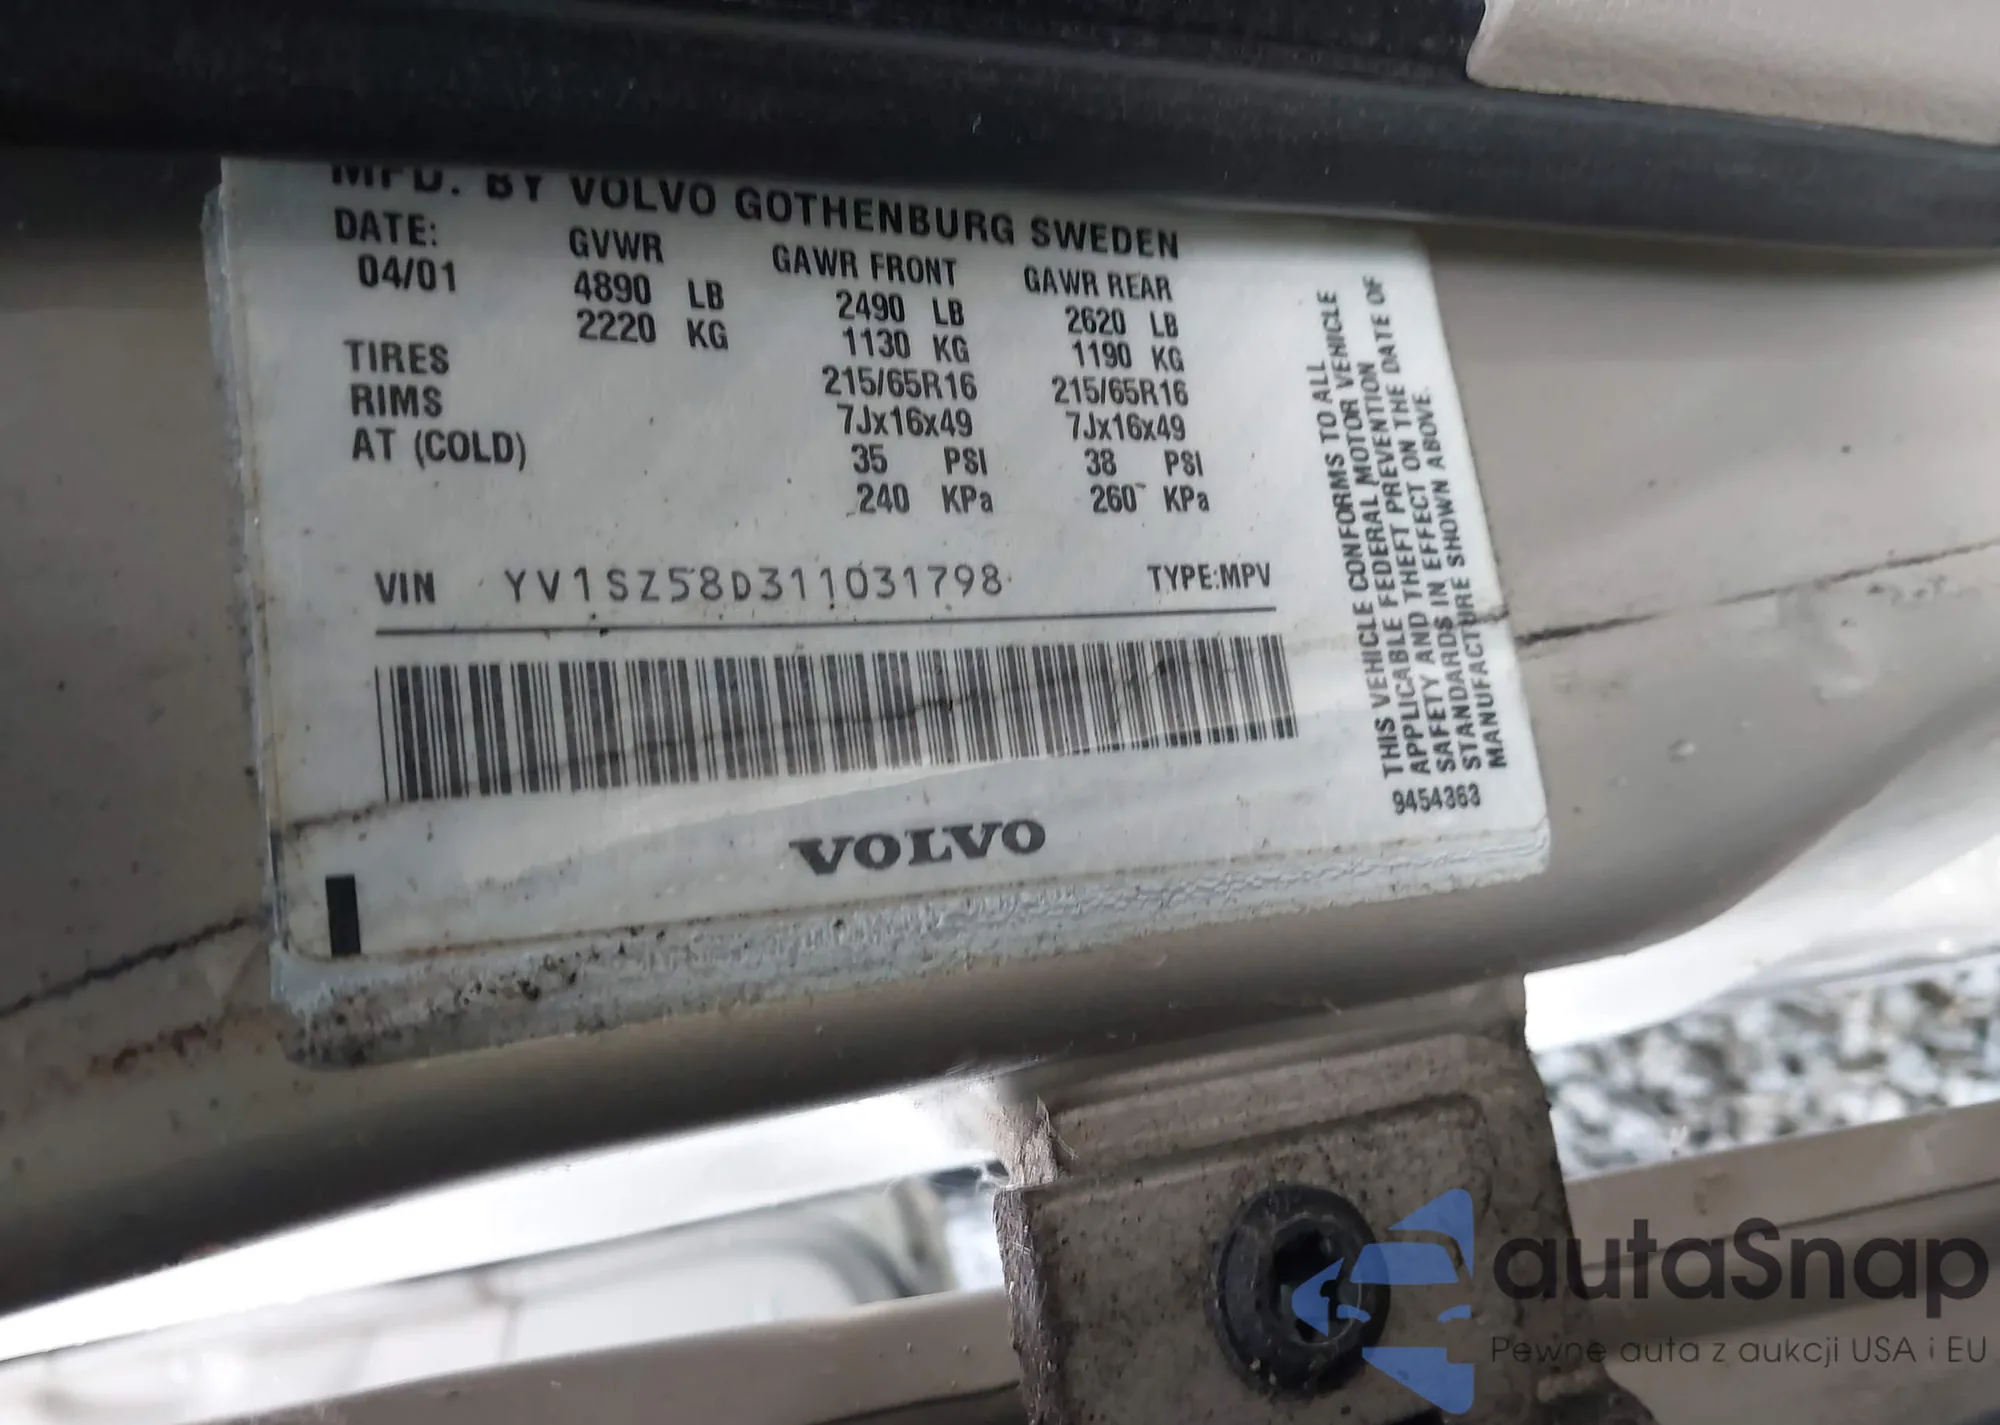 MFD. BY VOLVO GOTHENBURG SWEDEN
DATE: GVWR GAWR FRONT GAWR REAR
04/01 4890 LB 2490 LB 2620 LB
2220 KG 1130 KG 1190 KG
TIRES 215/65R16 215/65R16
RIMS 7Jx16x49 7Jx16x49
AT (COLD) 35 PSI 38 PSI
240 KPa 260 KPa
VIN YV1SZ58D311031798 TYPE:MPV
VOLVO
THIS VEHICLE CONFORMS TO ALL
APPLICABLE FEDERAL MOTOR VEHICLE
SAFETY AND THEFT PREVENTION
STANDARDS IN EFFECT ON THE DATE OF
MANUFACTURE SHOWN ABOVE.
9454363
autaSnap
Pewne auta z aukcji USA i EU